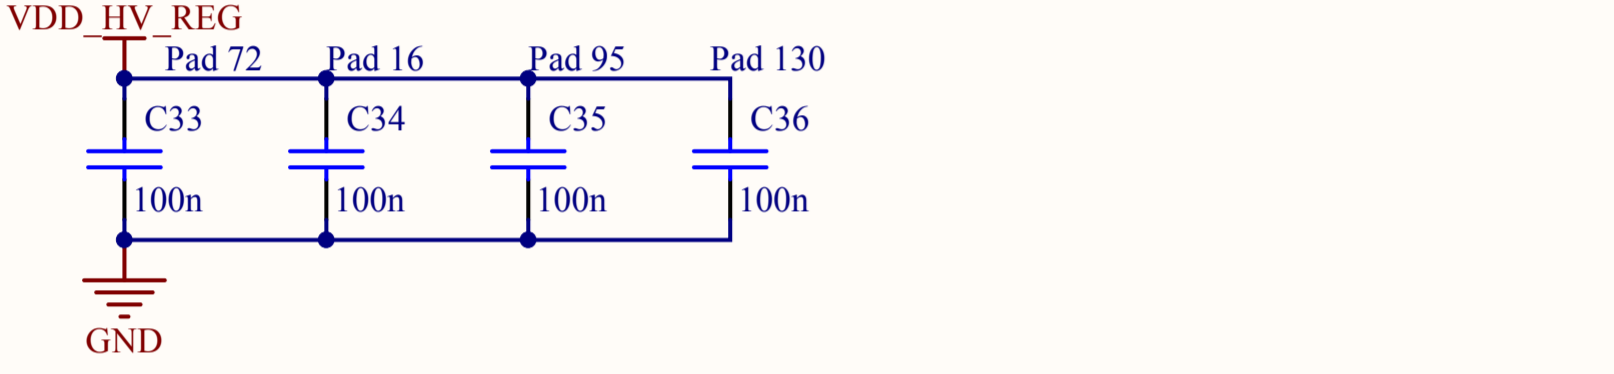 VDD_HV_REG
Pad 72 Pad 16 Pad 95 Pad 130
C33 C34 C35 C36
100n 100n 100n 100n
GND